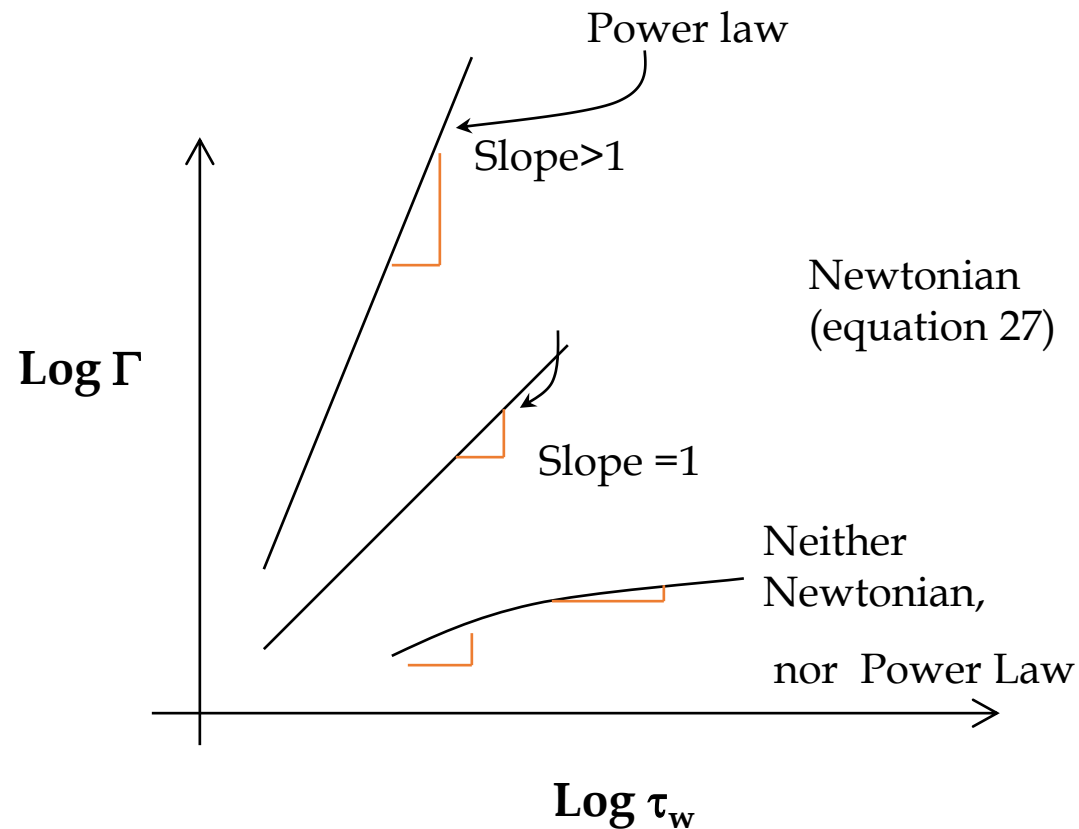 Power law
Slope>1
Newtonian
(equation 27)
Log Γ
Slope =1
Neither
Newtonian,
nor Power Law
Log τw